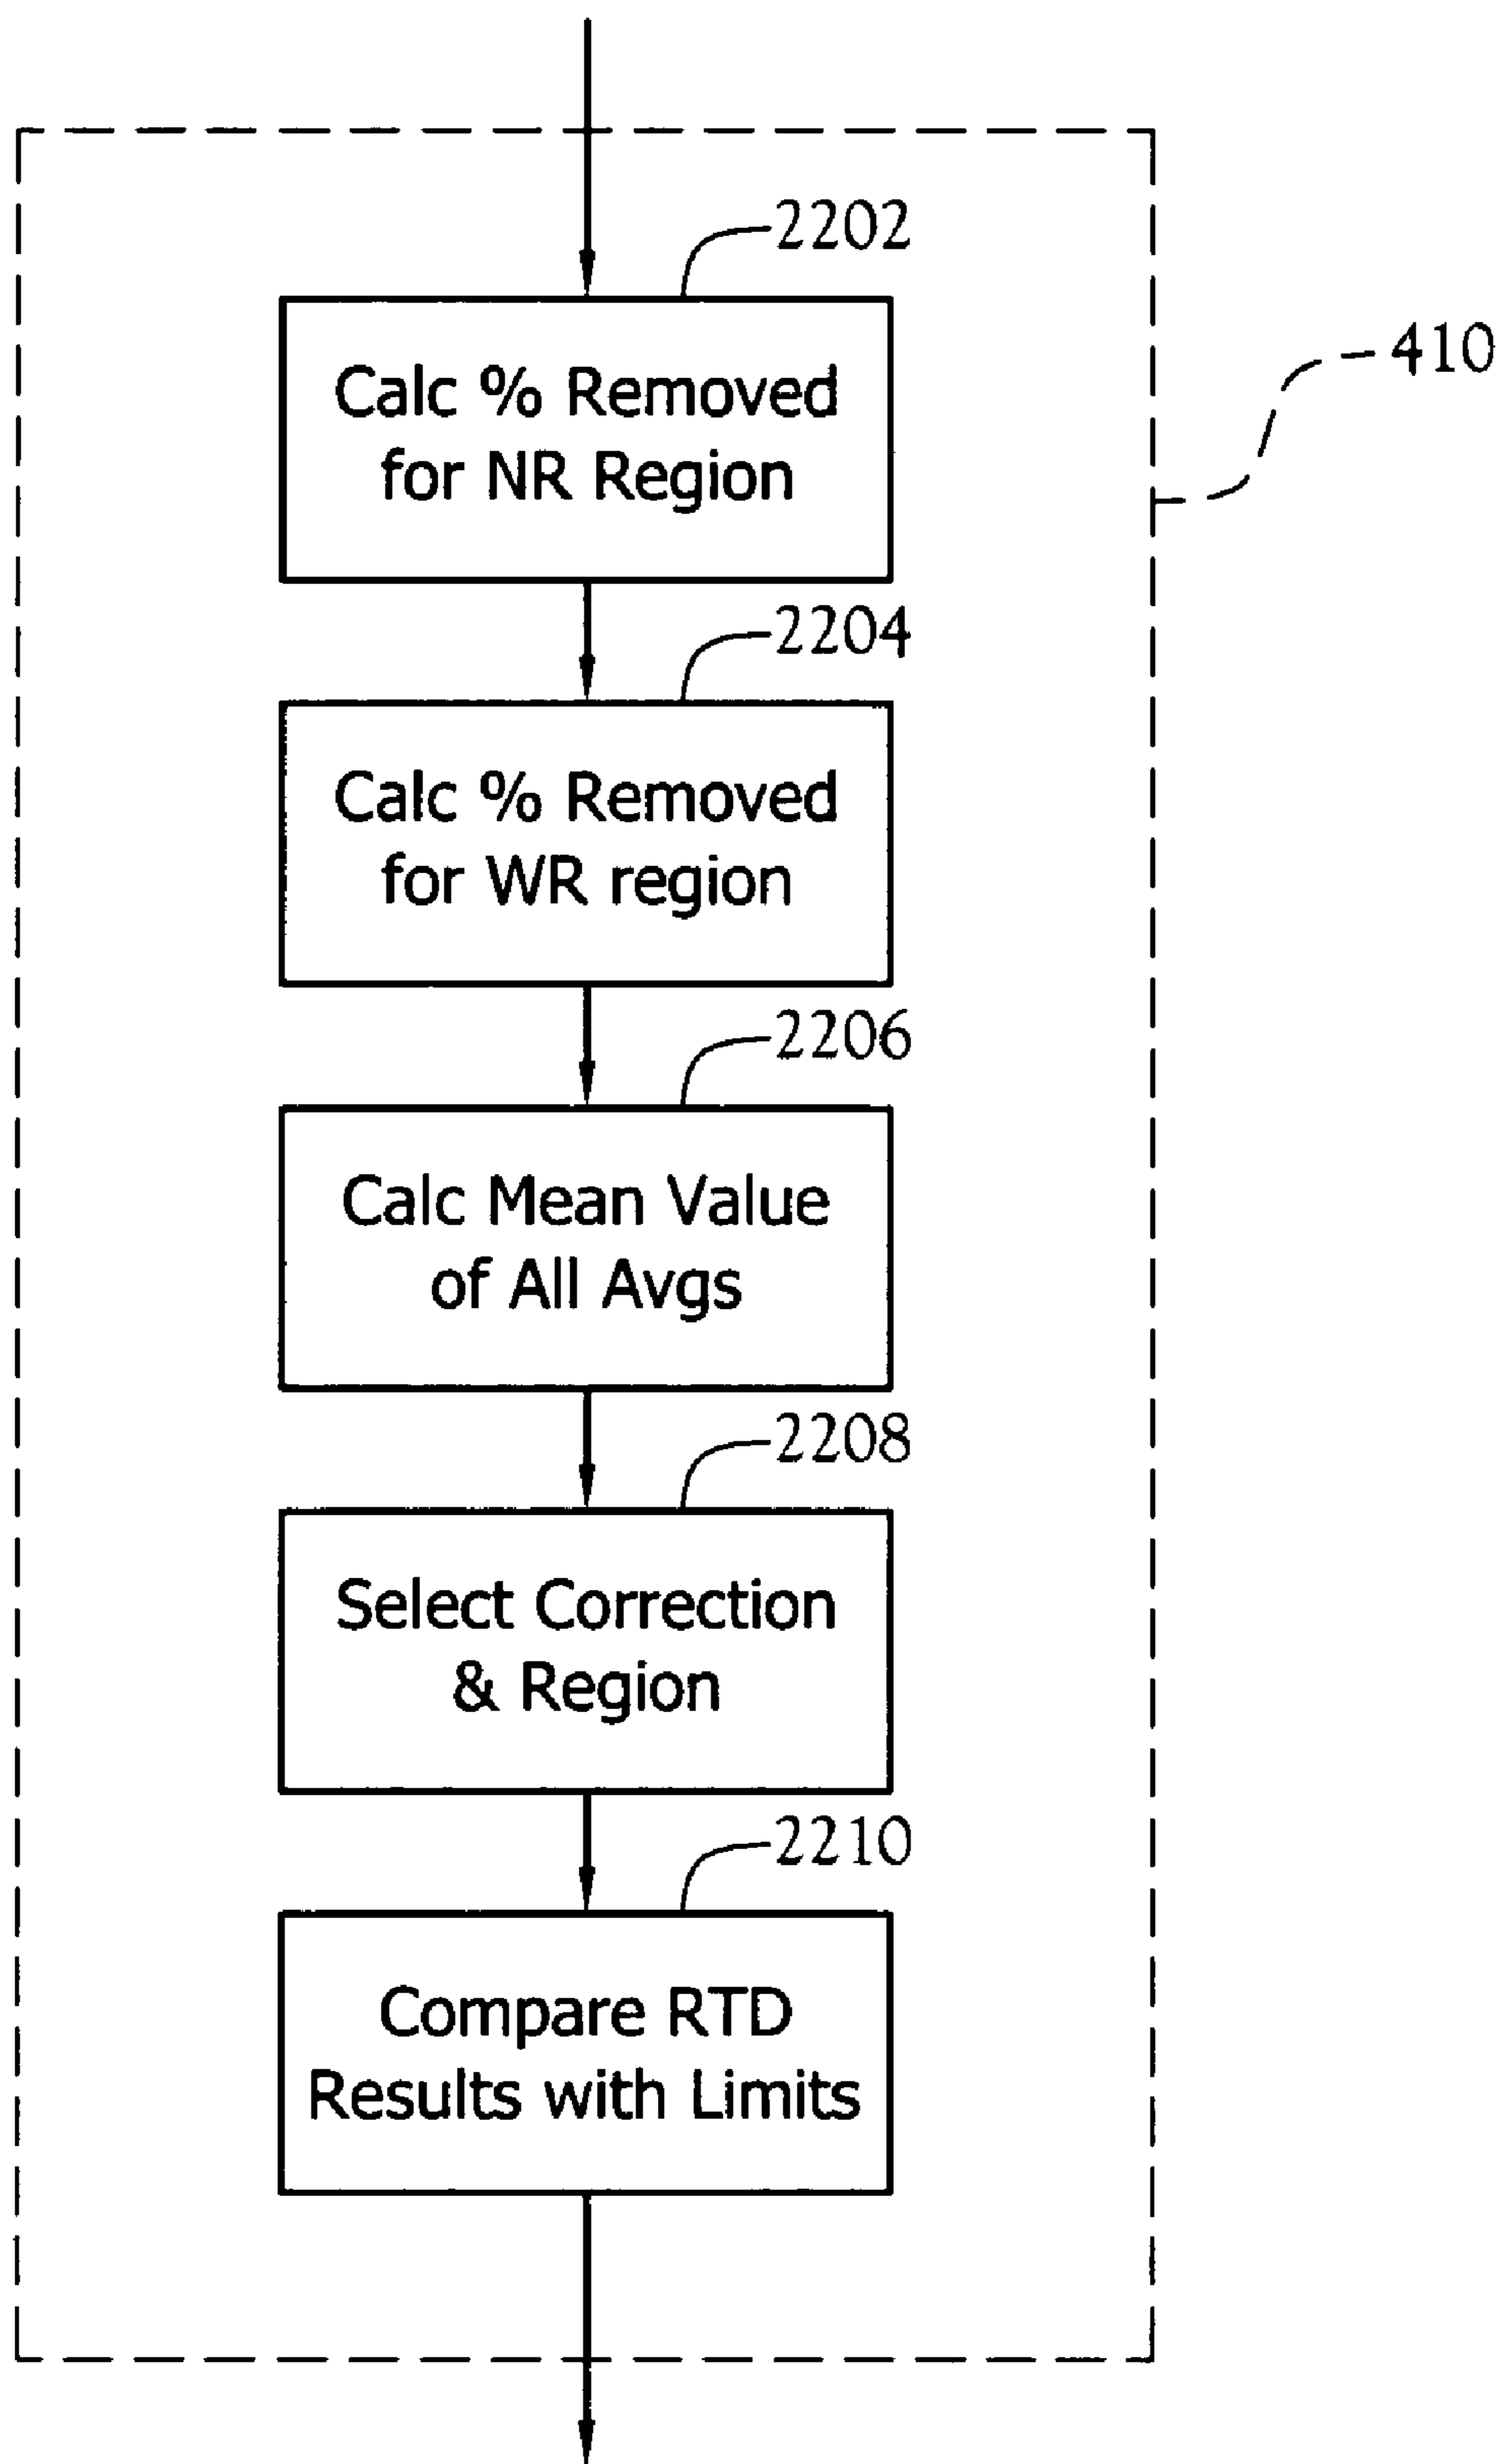 2202
Calc % Removed
for NR Region
410
2204
Calc % Removed
for WR region
2206
Calc Mean Value
of All Avgs
2208
Select Correction
& Region
2210
Compare RTD
Results with Limits